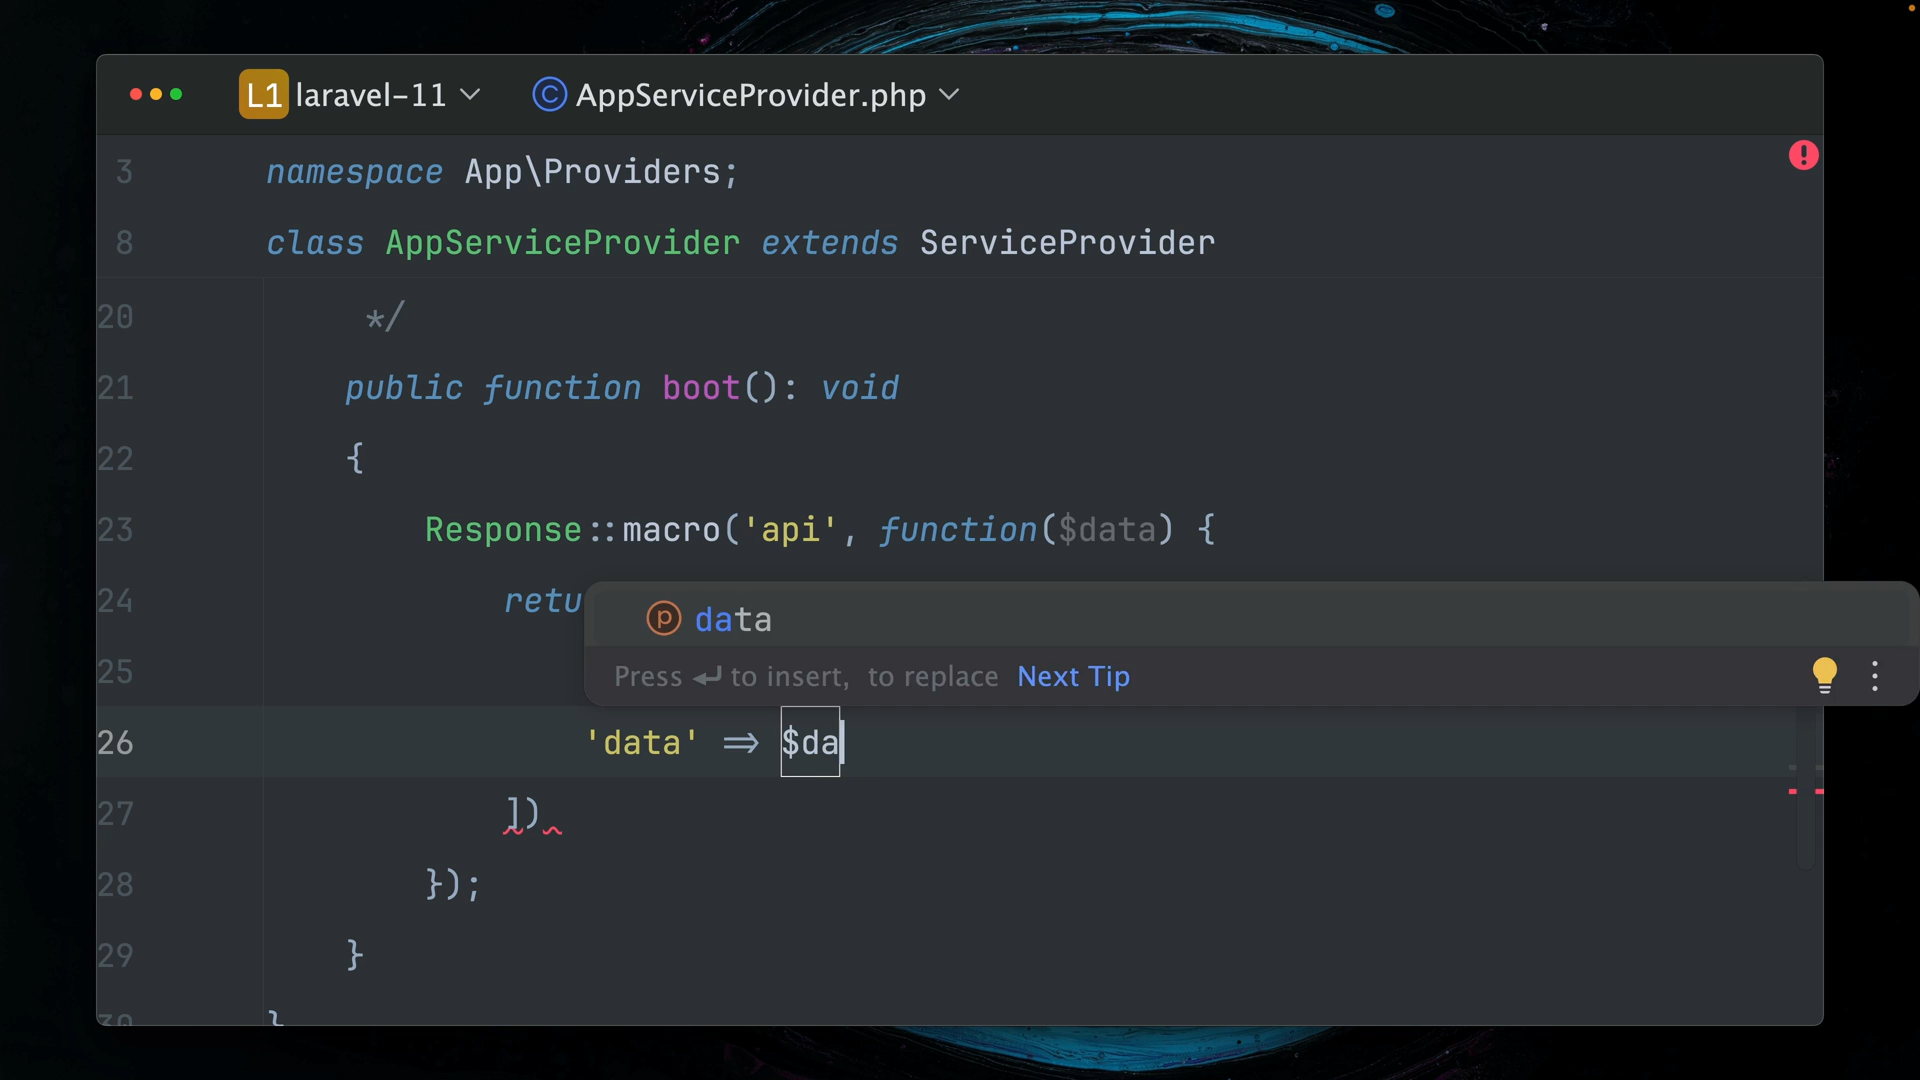 L1 laravel-11 © AppServiceProvider.php
3 namespace App\Providers;
8 class AppServiceProvider extends ServiceProvider
20 */
21 public function boot(): void
22 {
23 Response::macro('api', function($data) {
24 retu
p data
25
Press ↵ to insert, to replace Next Tip
26 'data' => $da
27 ])
28 });
29 }
30 }